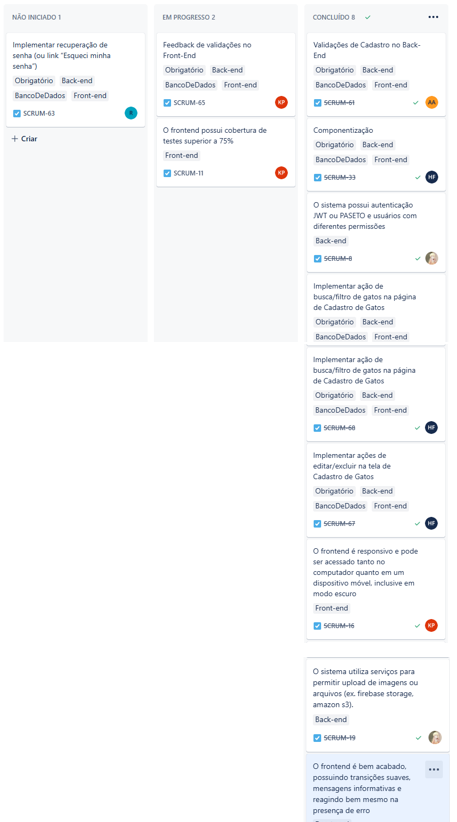 NÃO INICIADO 1
Implementar recuperação de
senha (ou link "Esqueci minha
senha")
Obrigatório Back-end
BancoDeDados Front-end
SCRUM-63
+ Criar
EM PROGRESSO 2
Feedback de validações no
Front-End
Obrigatório Back-end
BancoDeDados Front-end
SCRUM-65
KP
O frontend possui cobertura de
testes superior a 75%
Front-end
SCRUM-11
KP
CONCLUÍDO 8
Validações de Cadastro no Back-
End
Obrigatório Back-end
BancoDeDados Front-end
SCRUM-61
AA
Componentização
Obrigatório Back-end
BancoDeDados Front-end
SCRUM-33
HF
O sistema possui autenticação
JWT ou PASETO e usuários com
diferentes permissões
Back-end
SCRUM-8
Implementar ação de
busca/filtro de gatos na página
de Cadastro de Gatos
Obrigatório Back-end
BancoDeDados Front-end
Implementar ação de
busca/filtro de gatos na página
de Cadastro de Gatos
Obrigatório Back-end
BancoDeDados Front-end
SCRUM-68
HF
Implementar ações de
editar/excluir na tela de
Cadastro de Gatos
Obrigatório Back-end
BancoDeDados Front-end
SCRUM-67
HF
O frontend é responsivo e pode
ser acessado tanto no
computador quanto em um
dispositivo móvel, inclusive em
modo escuro
Front-end
SCRUM-16
KP
O sistema utiliza serviços para
permitir upload de imagens ou
arquivos (ex. firebase storage,
amazon s3).
Back-end
SCRUM-19
O frontend é bem acabado,
possuindo transições suaves,
mensagens informativas e
reagindo bem mesmo na
presença de erro